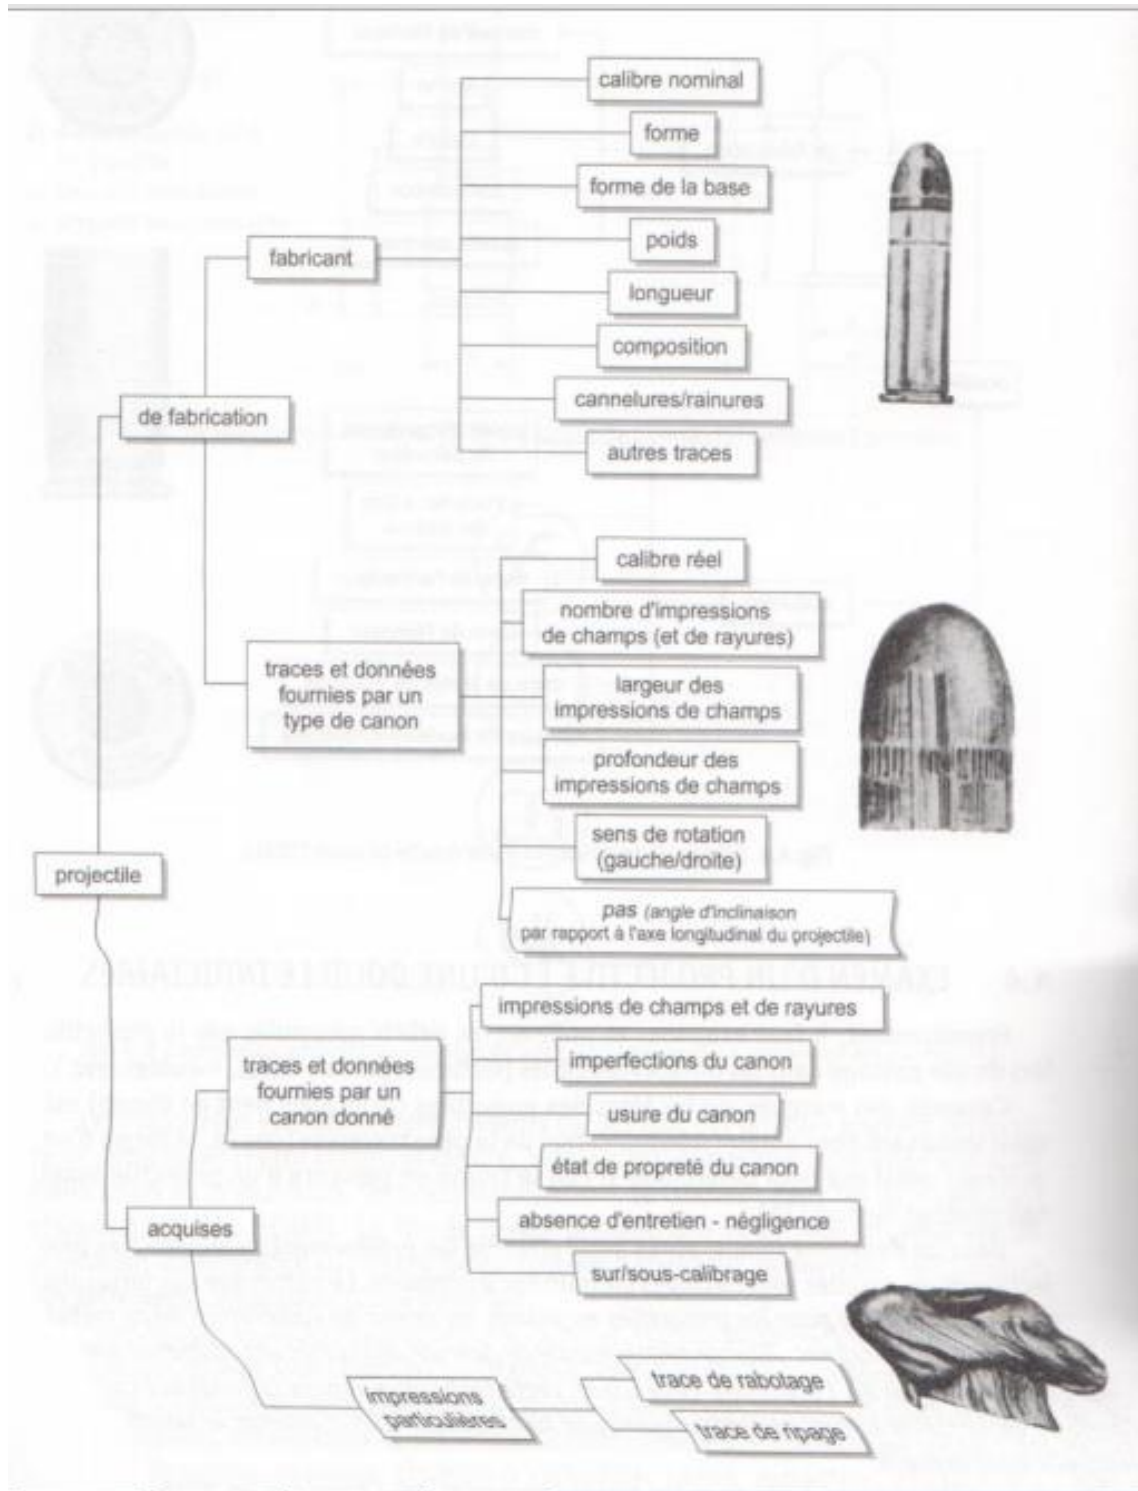 calibre nominal
forme
forme de la base
poids
fabricant
longueur
composition
cannelures/rainures
de fabrication
autres traces
calibre réel
nombre d'impressions
de champs (et de rayures)
traces et données
fournies par un
type de canon
largeur des
impressions de champs
profondeur des
impressions de champs
sens de rotation
(gauche/droite)
projectile
pas (angle d'inclinaison
par rapport à l'axe longitudinal du projectile)
impressions de champs et de rayures
traces et données
fournies par un
canon donné
imperfections du canon
usure du canon
état de propreté du canon
acquises
absence d'entretien - négligence
sur/sous-calibrage
impressions
particulières
trace de rabotage
trace de ripage